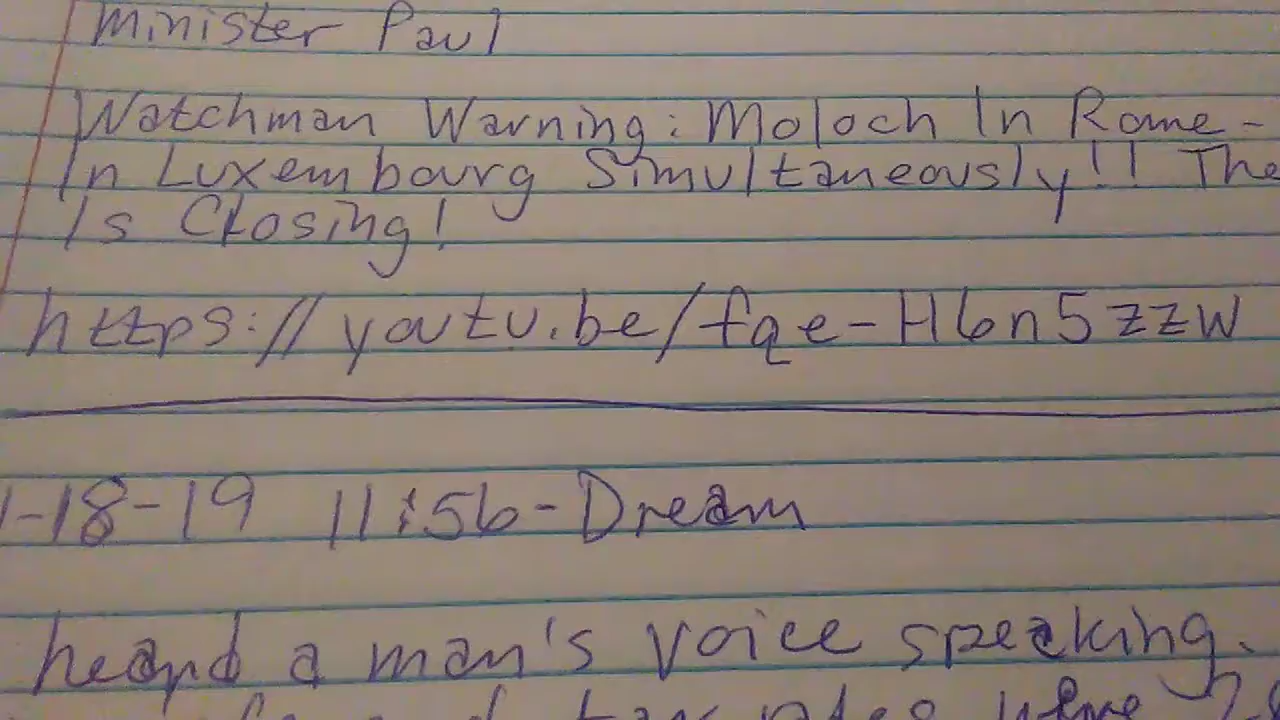 Minister Paul
Watchman Warning: Moloch In Rome -
In Luxembourg Simultaneously!! The
Is Closing!
https://youtu.be/fqe-H6n5zzW
1-18-19 11:56-Dream
heard a man's voice speaking.